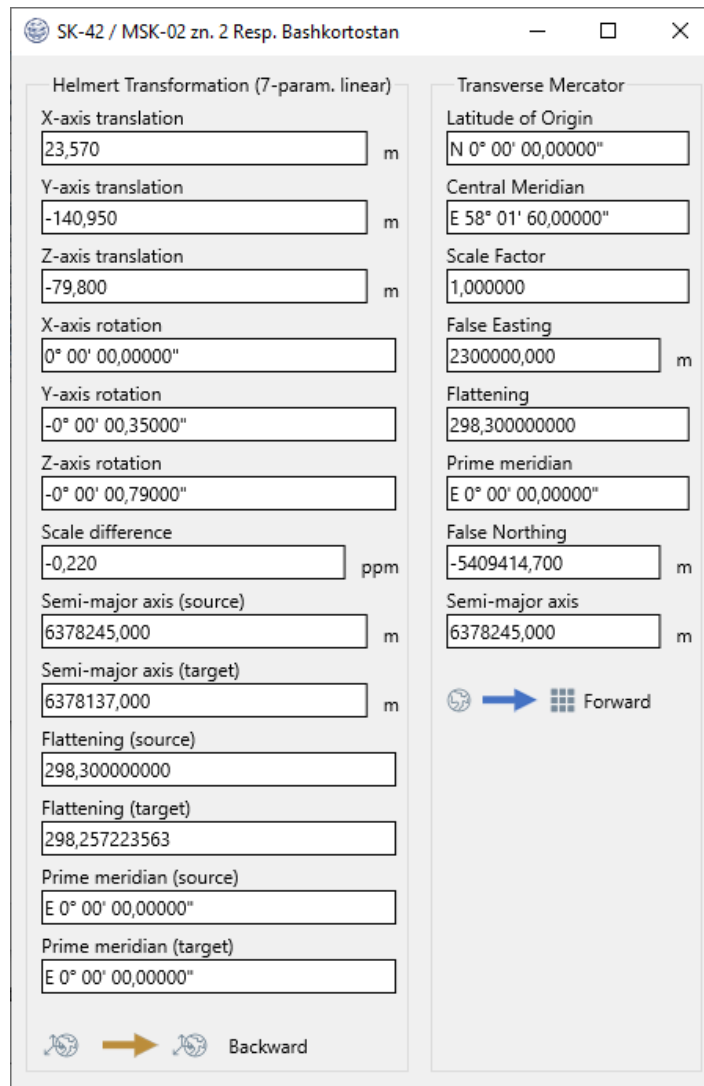 SK-42 / MSK-02 zn. 2 Resp. Bashkortostan
Helmert Transformation (7-param. linear)
X-axis translation
23,570 m
Y-axis translation
-140,950 m
Z-axis translation
-79,800 m
X-axis rotation
0° 00' 00,00000"
Y-axis rotation
-0° 00' 00,35000"
Z-axis rotation
-0° 00' 00,79000"
Scale difference
-0,220 ppm
Semi-major axis (source)
6378245,000 m
Semi-major axis (target)
6378137,000 m
Flattening (source)
298,300000000
Flattening (target)
298,257223563
Prime meridian (source)
E 0° 00' 00,00000"
Prime meridian (target)
E 0° 00' 00,00000"
Backward
Transverse Mercator
Latitude of Origin
N 0° 00' 00,00000"
Central Meridian
E 58° 01' 60,00000"
Scale Factor
1,000000
False Easting
2300000,000 m
Flattening
298,300000000
Prime meridian
E 0° 00' 00,00000"
False Northing
-5409414,700 m
Semi-major axis
6378245,000 m
Forward